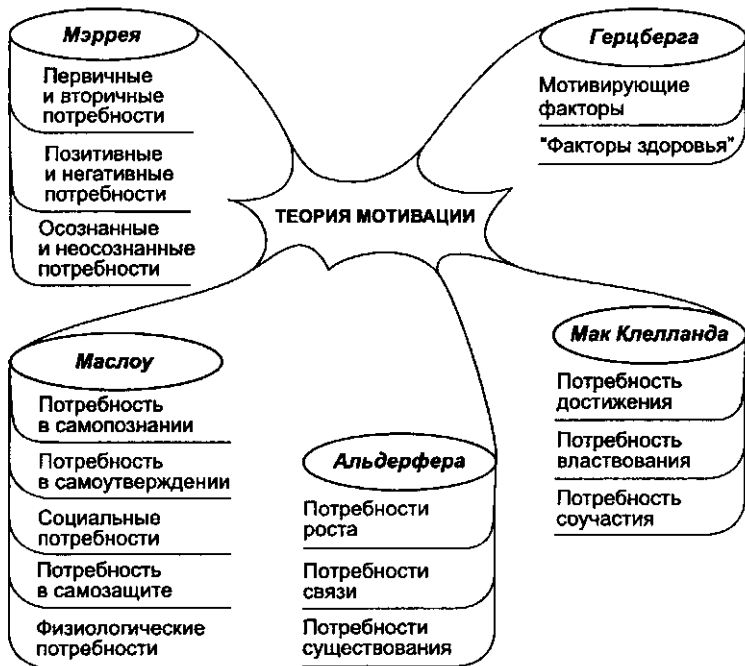 Мэррея
Первичные
и вторичные
потребности
Позитивные
и негативные
потребности
Осознанные
и неосознанные
потребности
Герцберга
Мотивирующие
факторы
"Факторы здоровья"
ТЕОРИЯ МОТИВАЦИИ
Маслоу
Потребность
в самопознании
Потребность
в самоутверждении
Социальные
потребности
Потребность
в самозащите
Физиологические
потребности
Альдерфера
Потребности
роста
Потребности
связи
Потребности
существования
Мак Клелланда
Потребность
достижения
Потребность
властвования
Потребность
соучастия